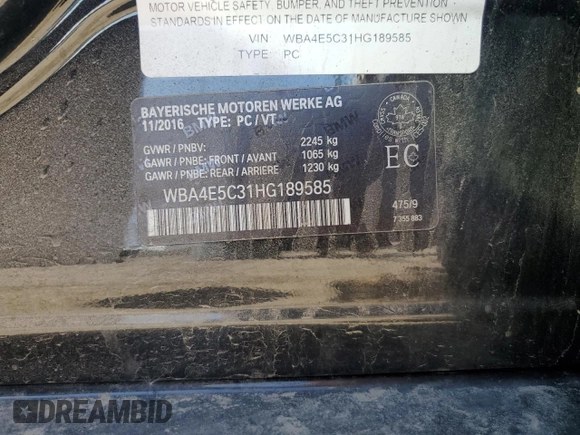 MOTOR VEHICLE SAFETY, BUMPER, AND THEFT PREVENTION
STANDARDS IN EFFECT ON THE DATE OF MANUFACTURE SHOWN
VIN: WBA4E5C31HG189585
TYPE: PC
BAYERISCHE MOTOREN WERKE AG
11/2016 TYPE: PC / VT
GVWR / PNBV: 2245 kg
GAWR / PNBE: FRONT / AVANT 1065 kg
GAWR / PNBE: REAR / ARRIERE 1230 kg
WBA4E5C31HG189585
CANADA
EC
475/9
7 355 883
DREAMBID